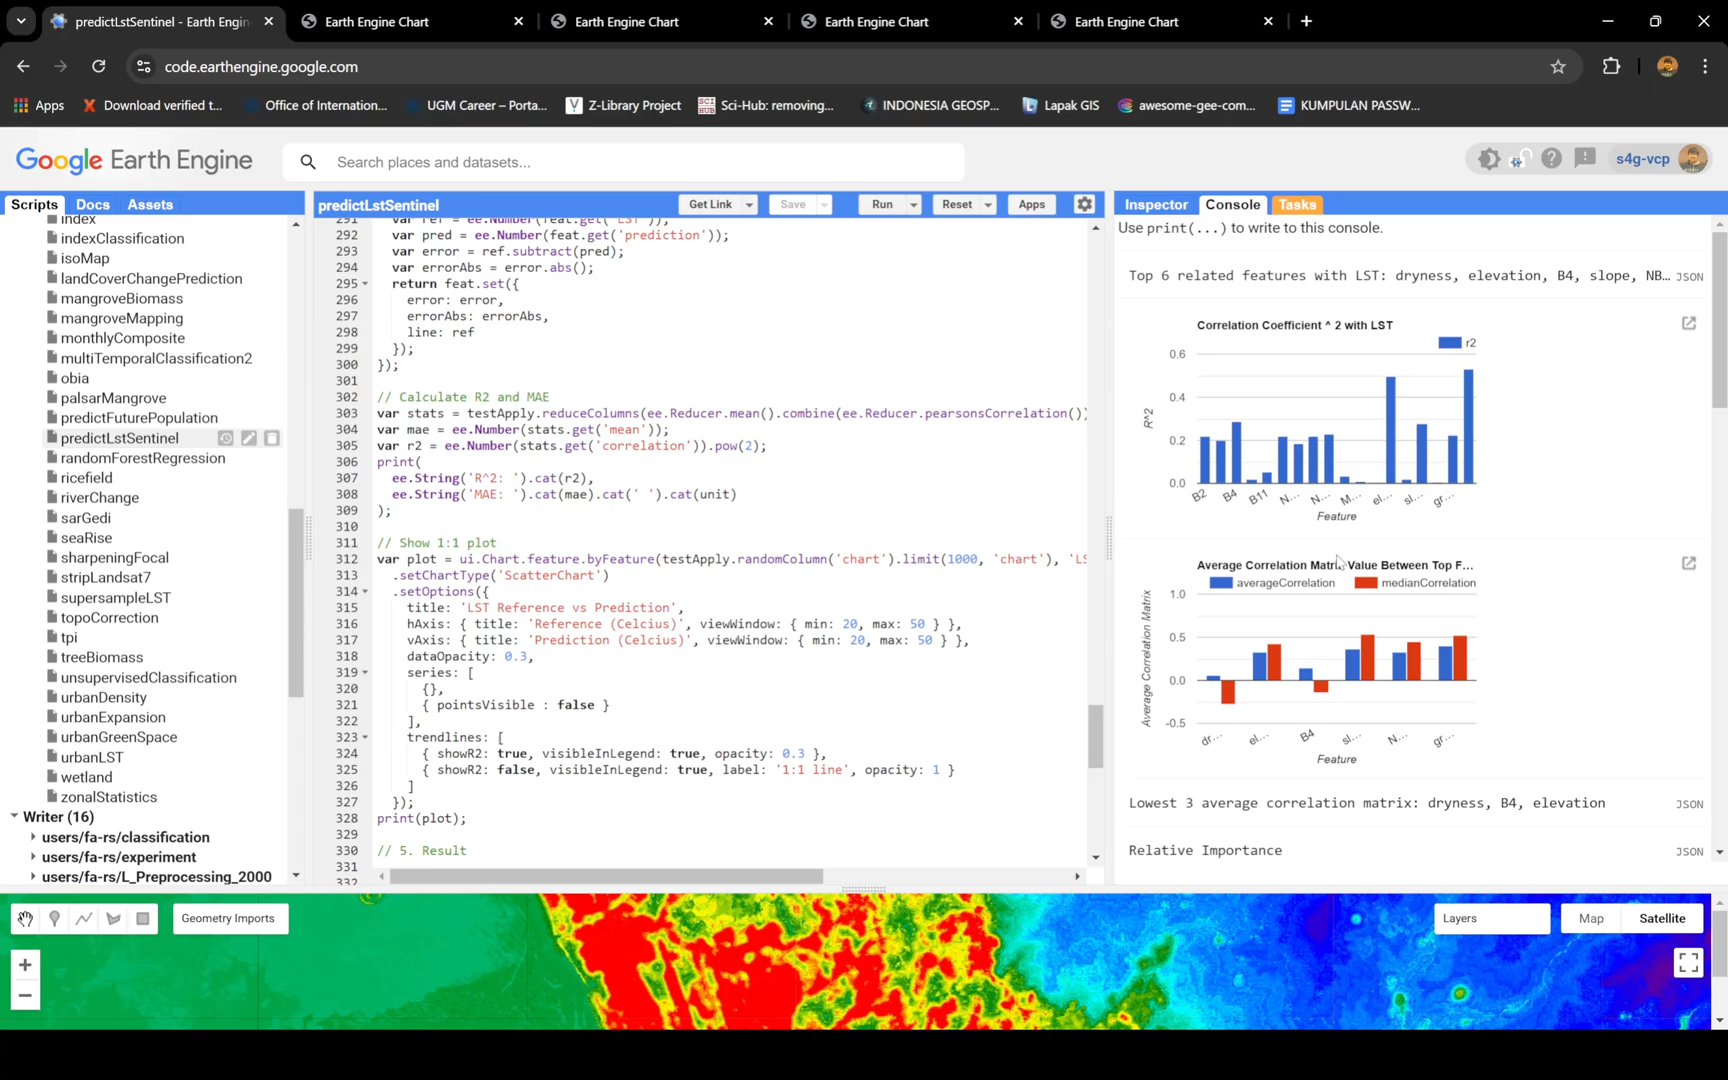 predictLstSentinel - Earth Engin
Earth Engine Chart
Earth Engine Chart
Earth Engine Chart
Earth Engine Chart
code.earthengine.google.com
Apps
Download verified t...
Office of Internation...
UGM Career – Porta...
Z-Library Project
Sci-Hub: removing...
INDONESIA GEOSP...
Lapak GIS
awesome-gee-com...
KUMPULAN PASSW...
Google Earth Engine
Search places and datasets...
s4g-vcp
Scripts
Docs
Assets
index
indexClassification
isoMap
landCoverChangePrediction
mangroveBiomass
mangroveMapping
monthlyComposite
multiTemporalClassification2
obia
palsarMangrove
predictFuturePopulation
predictLstSentinel
randomForestRegression
ricefield
riverChange
sarGedi
seaRise
sharpeningFocal
stripLandsat7
supersampleLST
topoCorrection
tpi
treeBiomass
unsupervisedClassification
urbanDensity
urbanExpansion
urbanGreenSpace
urbanLST
wetland
zonalStatistics
Writer (16)
users/fa-rs/classification
users/fa-rs/experiment
users/fa-rs/L_Preprocessing_2000
predictLstSentinel
Get Link
Save
Run
Reset
Apps
291 var ref = ee.Number(feat.get('LST'));
292 var pred = ee.Number(feat.get('prediction'));
293 var error = ref.subtract(pred);
294 var errorAbs = error.abs();
295 return feat.set({
296 error: error,
297 errorAbs: errorAbs,
298 line: ref
299 });
300 });
301
302 // Calculate R2 and MAE
303 var stats = testApply.reduceColumns(ee.Reducer.mean().combine(ee.Reducer.pearsonsCorrelation()
304 var mae = ee.Number(stats.get('mean'));
305 var r2 = ee.Number(stats.get('correlation')).pow(2);
306 print(
307 ee.String('R^2: ').cat(r2),
308 ee.String('MAE: ').cat(mae).cat(' ').cat(unit)
309 );
310
311 // Show 1:1 plot
312 var plot = ui.Chart.feature.byFeature(testApply.randomColumn('chart').limit(1000, 'chart'), 'LS
313 .setChartType('ScatterChart')
314 .setOptions({
315 title: 'LST Reference vs Prediction',
316 hAxis: { title: 'Reference (Celcius)', viewWindow: { min: 20, max: 50 } },
317 vAxis: { title: 'Prediction (Celcius)', viewWindow: { min: 20, max: 50 } },
318 dataOpacity: 0.3,
319 series: [
320 {},
321 { pointsVisible : false }
322 ],
323 trendlines: [
324 { showR2: true, visibleInLegend: true, opacity: 0.3 },
325 { showR2: false, visibleInLegend: true, label: '1:1 line', opacity: 1 }
326 ]
327 });
328 print(plot);
329
330 // 5. Result
331
332
Inspector
Console
Tasks
Use print(...) to write to this console.
Top 6 related features with LST: dryness, elevation, B4, slope, NB...
JSON
Correlation Coefficient ^ 2 with LST
r2
R^2
0.6
0.4
0.2
0.0
B2
B4
B11
N...
N...
M...
el...
sl...
gr...
Feature
Average Correlation Matrix Value Between Top F...
averageCorrelation
medianCorrelation
Average Correlation Matrix
1.0
0.5
0.0
-0.5
dr...
el...
B4
sl...
N...
gr...
Feature
Lowest 3 average correlation matrix: dryness, B4, elevation
JSON
Relative Importance
JSON
Geometry Imports
Layers
Map
Satellite